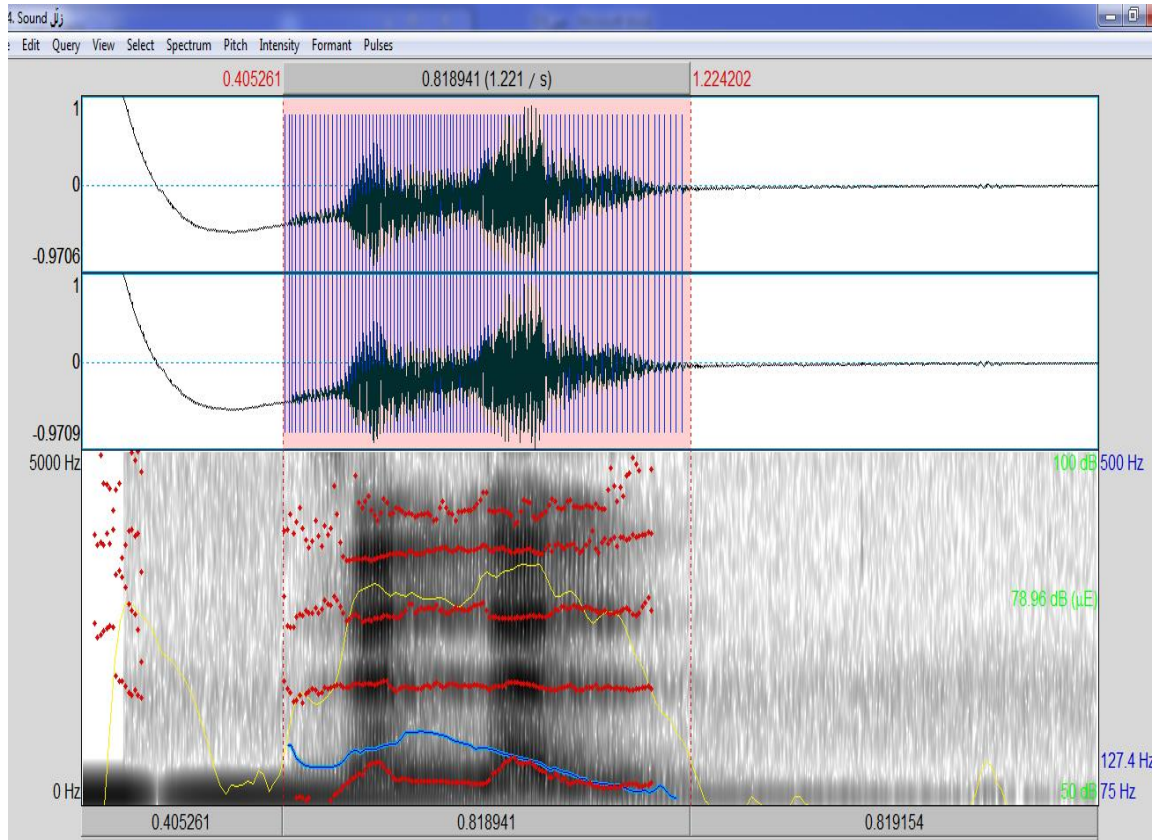 4. Sound زلّل
Edit Query View Select Spectrum Pitch Intensity Formant Pulses
0.405261 0.818941 (1.221 / s) 1.224202
1
0
-0.9706
1
0
-0.9709
5000 Hz 100 dB 500 Hz
78.96 dB (µE)
127.4 Hz
0 Hz 50 dB 75 Hz
0.405261 0.818941 0.819154